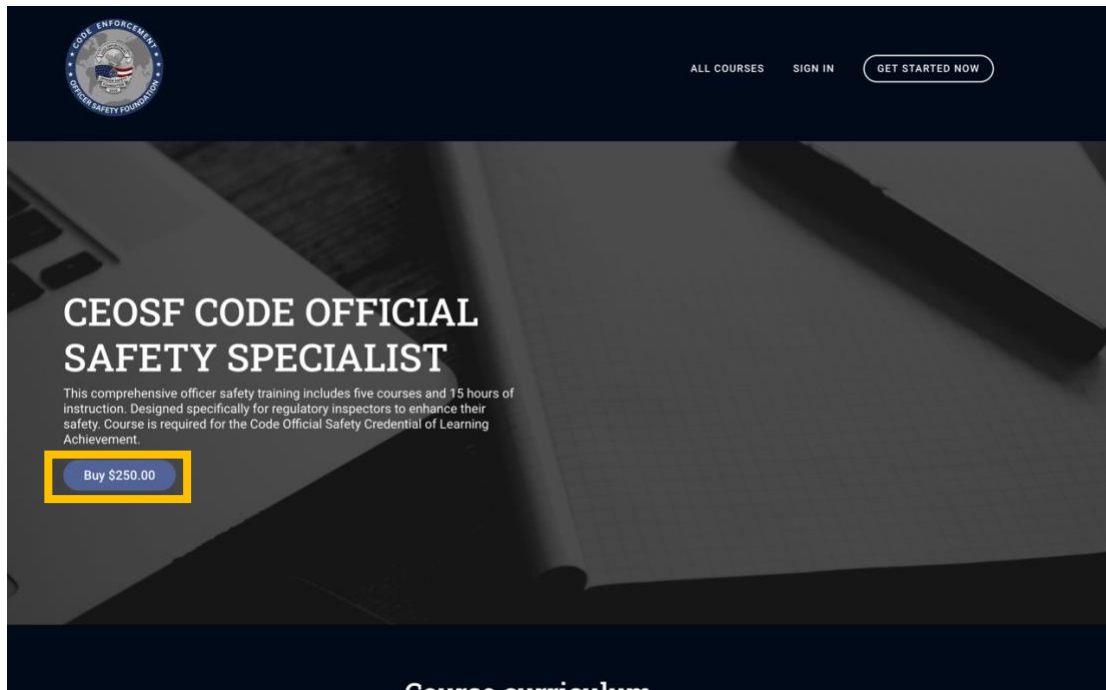 CODE ENFORCEMENT
OFFICER SAFETY FOUNDATION
ALL COURSES
SIGN IN
GET STARTED NOW
CEOSF CODE OFFICIAL
SAFETY SPECIALIST
This comprehensive officer safety training includes five courses and 15 hours of
instruction. Designed specifically for regulatory inspectors to enhance their
safety. Course is required for the Code Official Safety Credential of Learning
Achievement.
Buy $250.00
Course curriculum